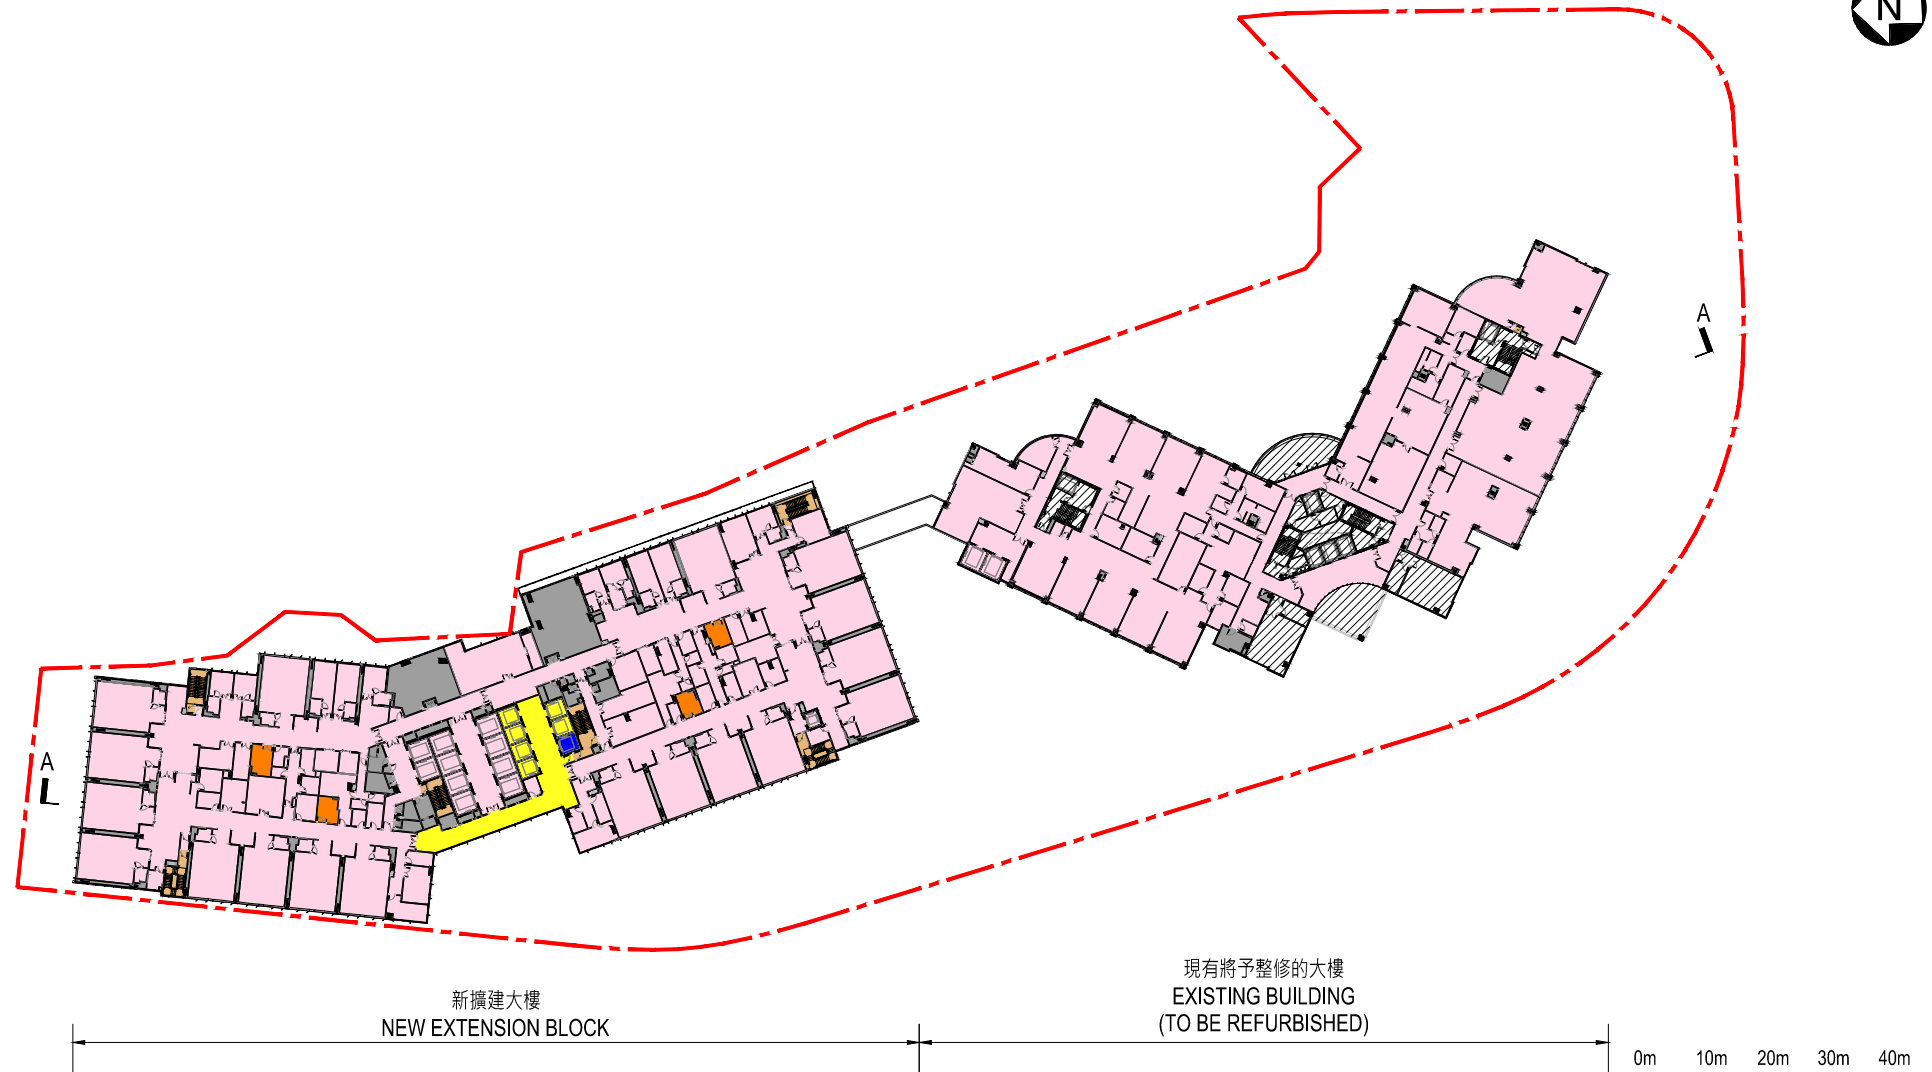 N
A
A
現有將予整修的大樓
EXISTING BUILDING
(TO BE REFURBISHED)
新擴建大樓
NEW EXTENSION BLOCK
0m 10m 20m 30m 40m